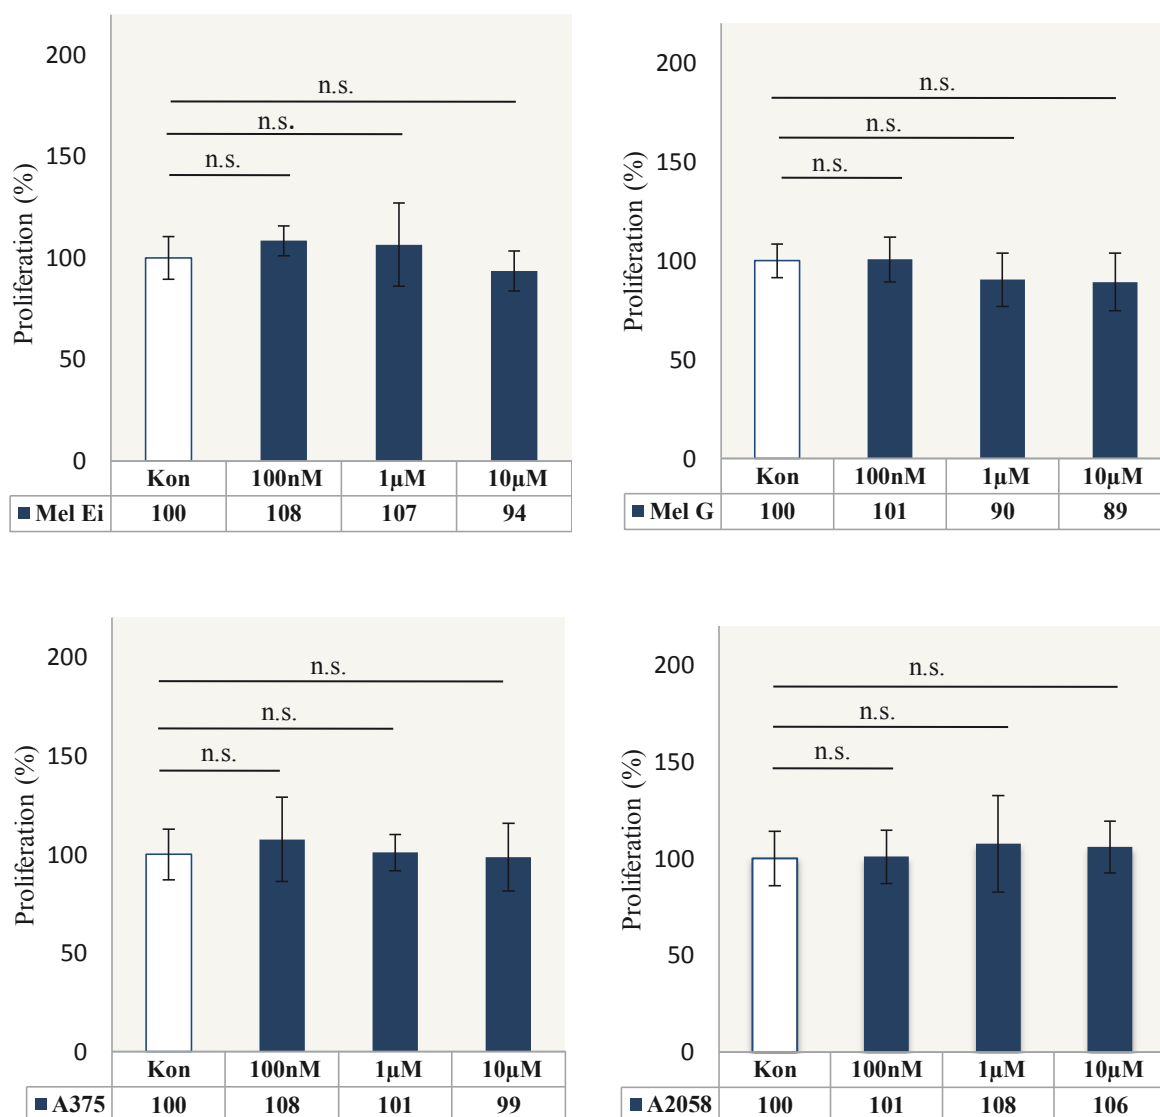 Proliferation (%)
200
150
100
50
0
n.s.
n.s.
n.s.
Kon 100nM 1µM 10µM
Mel Ei 100 108 107 94
Proliferation (%)
200
150
100
50
0
n.s.
n.s.
n.s.
Kon 100nM 1µM 10µM
Mel G 100 101 90 89
Proliferation (%)
200
150
100
50
0
n.s.
n.s.
n.s.
Kon 100nM 1µM 10µM
A375 100 108 101 99
Proliferation (%)
200
150
100
50
0
n.s.
n.s.
n.s.
Kon 100nM 1µM 10µM
A2058 100 101 108 106